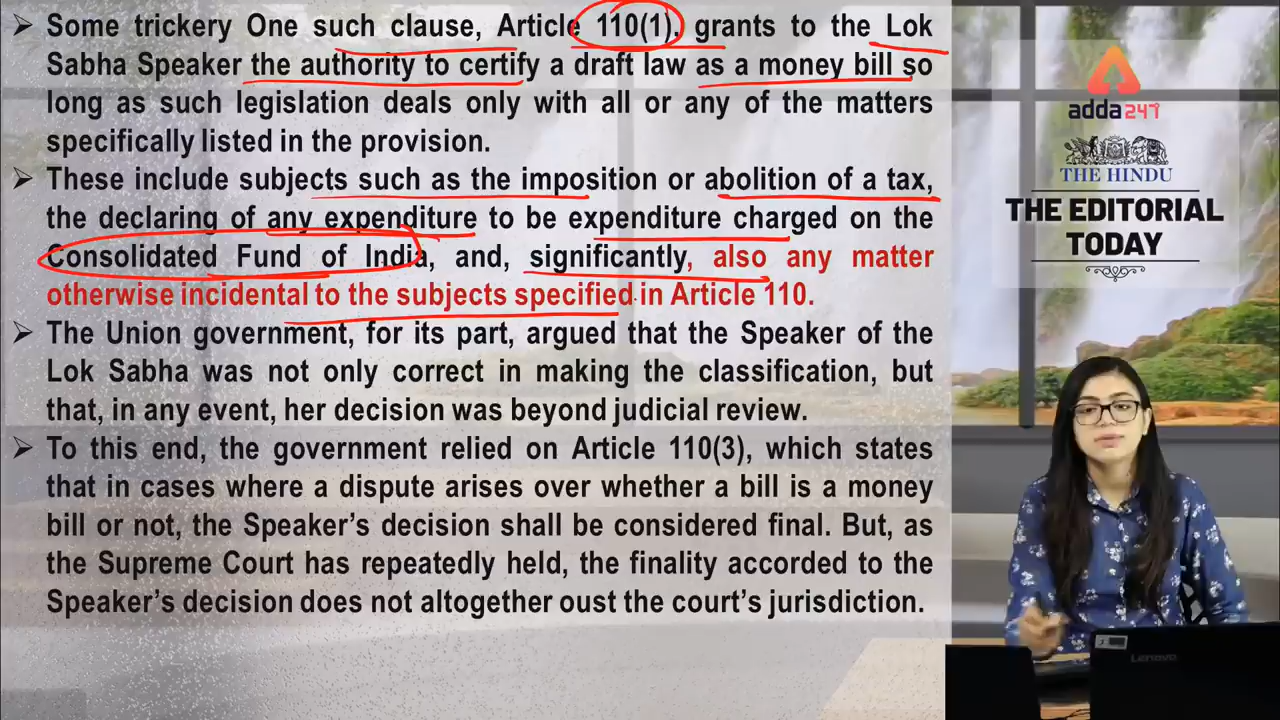 ➢ Some trickery One such clause, Article 110(1), grants to the Lok
Sabha Speaker the authority to certify a draft law as a money bill so
long as such legislation deals only with all or any of the matters
specifically listed in the provision.
➢ These include subjects such as the imposition or abolition of a tax,
the declaring of any expenditure to be expenditure charged on the
Consolidated Fund of India, and, significantly, also any matter
otherwise incidental to the subjects specified in Article 110.
➢ The Union government, for its part, argued that the Speaker of the
Lok Sabha was not only correct in making the classification, but
that, in any event, her decision was beyond judicial review.
➢ To this end, the government relied on Article 110(3), which states
that in cases where a dispute arises over whether a bill is a money
bill or not, the Speaker’s decision shall be considered final. But, as
the Supreme Court has repeatedly held, the finality accorded to the
Speaker’s decision does not altogether oust the court’s jurisdiction.
adda247
THE HINDU
THE EDITORIAL
TODAY
Lenovo